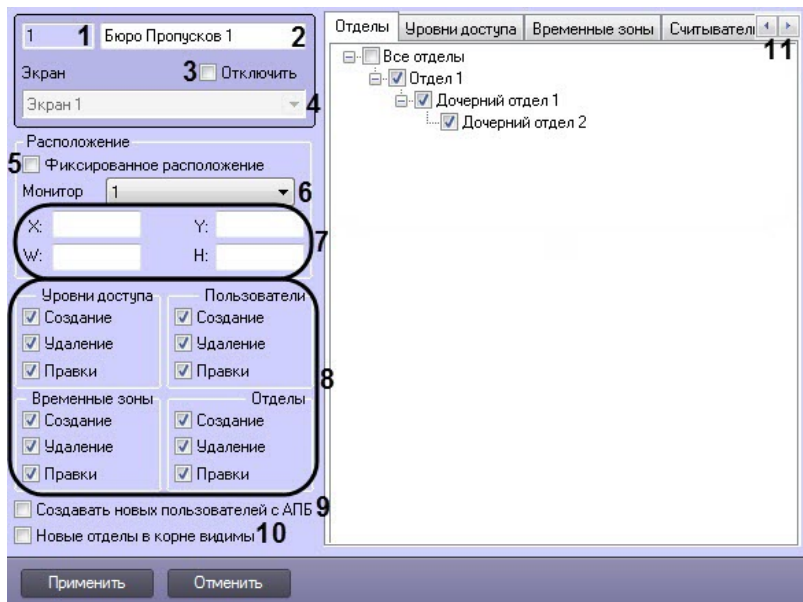 1 1 Бюро Пропусков 1 2
Экран 3 Отключить
Экран 1 4
Расположение
5 Фиксированное расположение
Монитор 1 6
X: Y: 7
W: H:
Уровни доступа Пользователи
Создание Создание
Удаление Удаление
Правки Правки
8
Временные зоны Отделы
Создание Создание
Удаление Удаление
Правки Правки
Создавать новых пользователей с АПБ 9
Новые отделы в корне видимы 10
Отделы Уровни доступа Временные зоны Считывател
11
Все отделы
Отдел 1
Дочерний отдел 1
Дочерний отдел 2
Применить Отменить